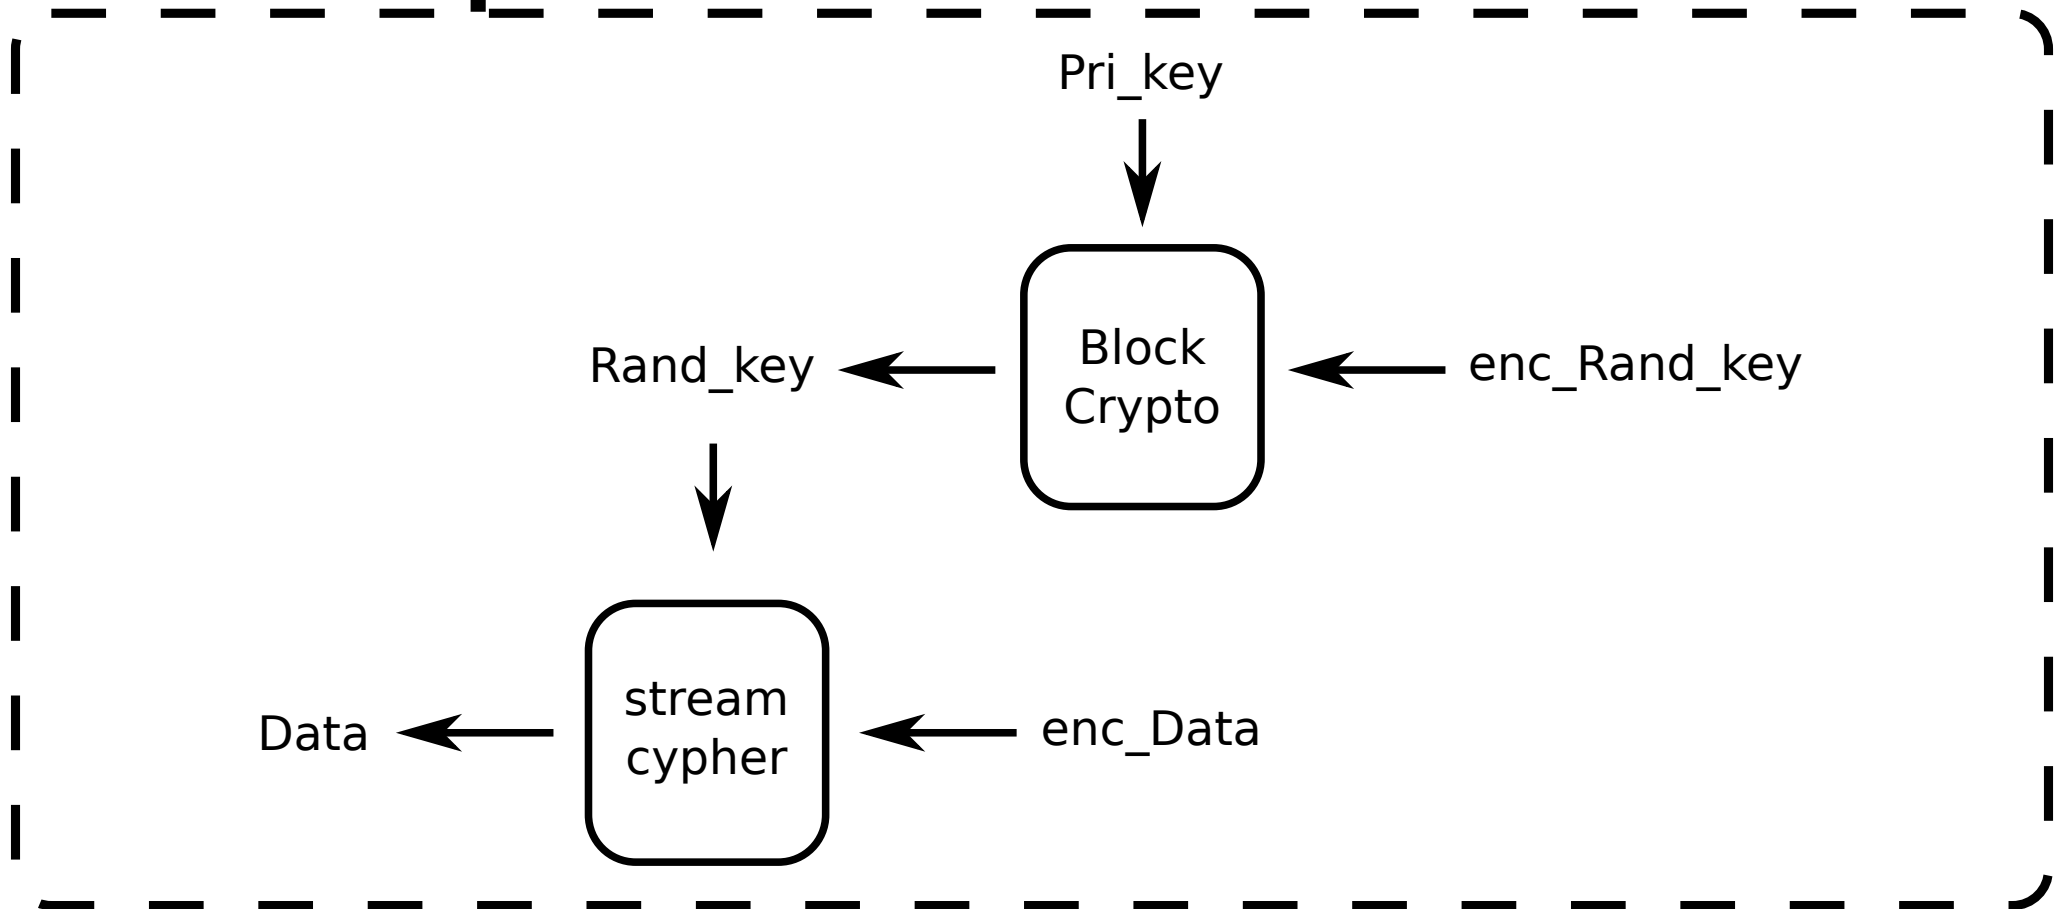 Pri_key
Block
Crypto
Rand_key
enc_Rand_key
stream
cypher
Data
enc_Data